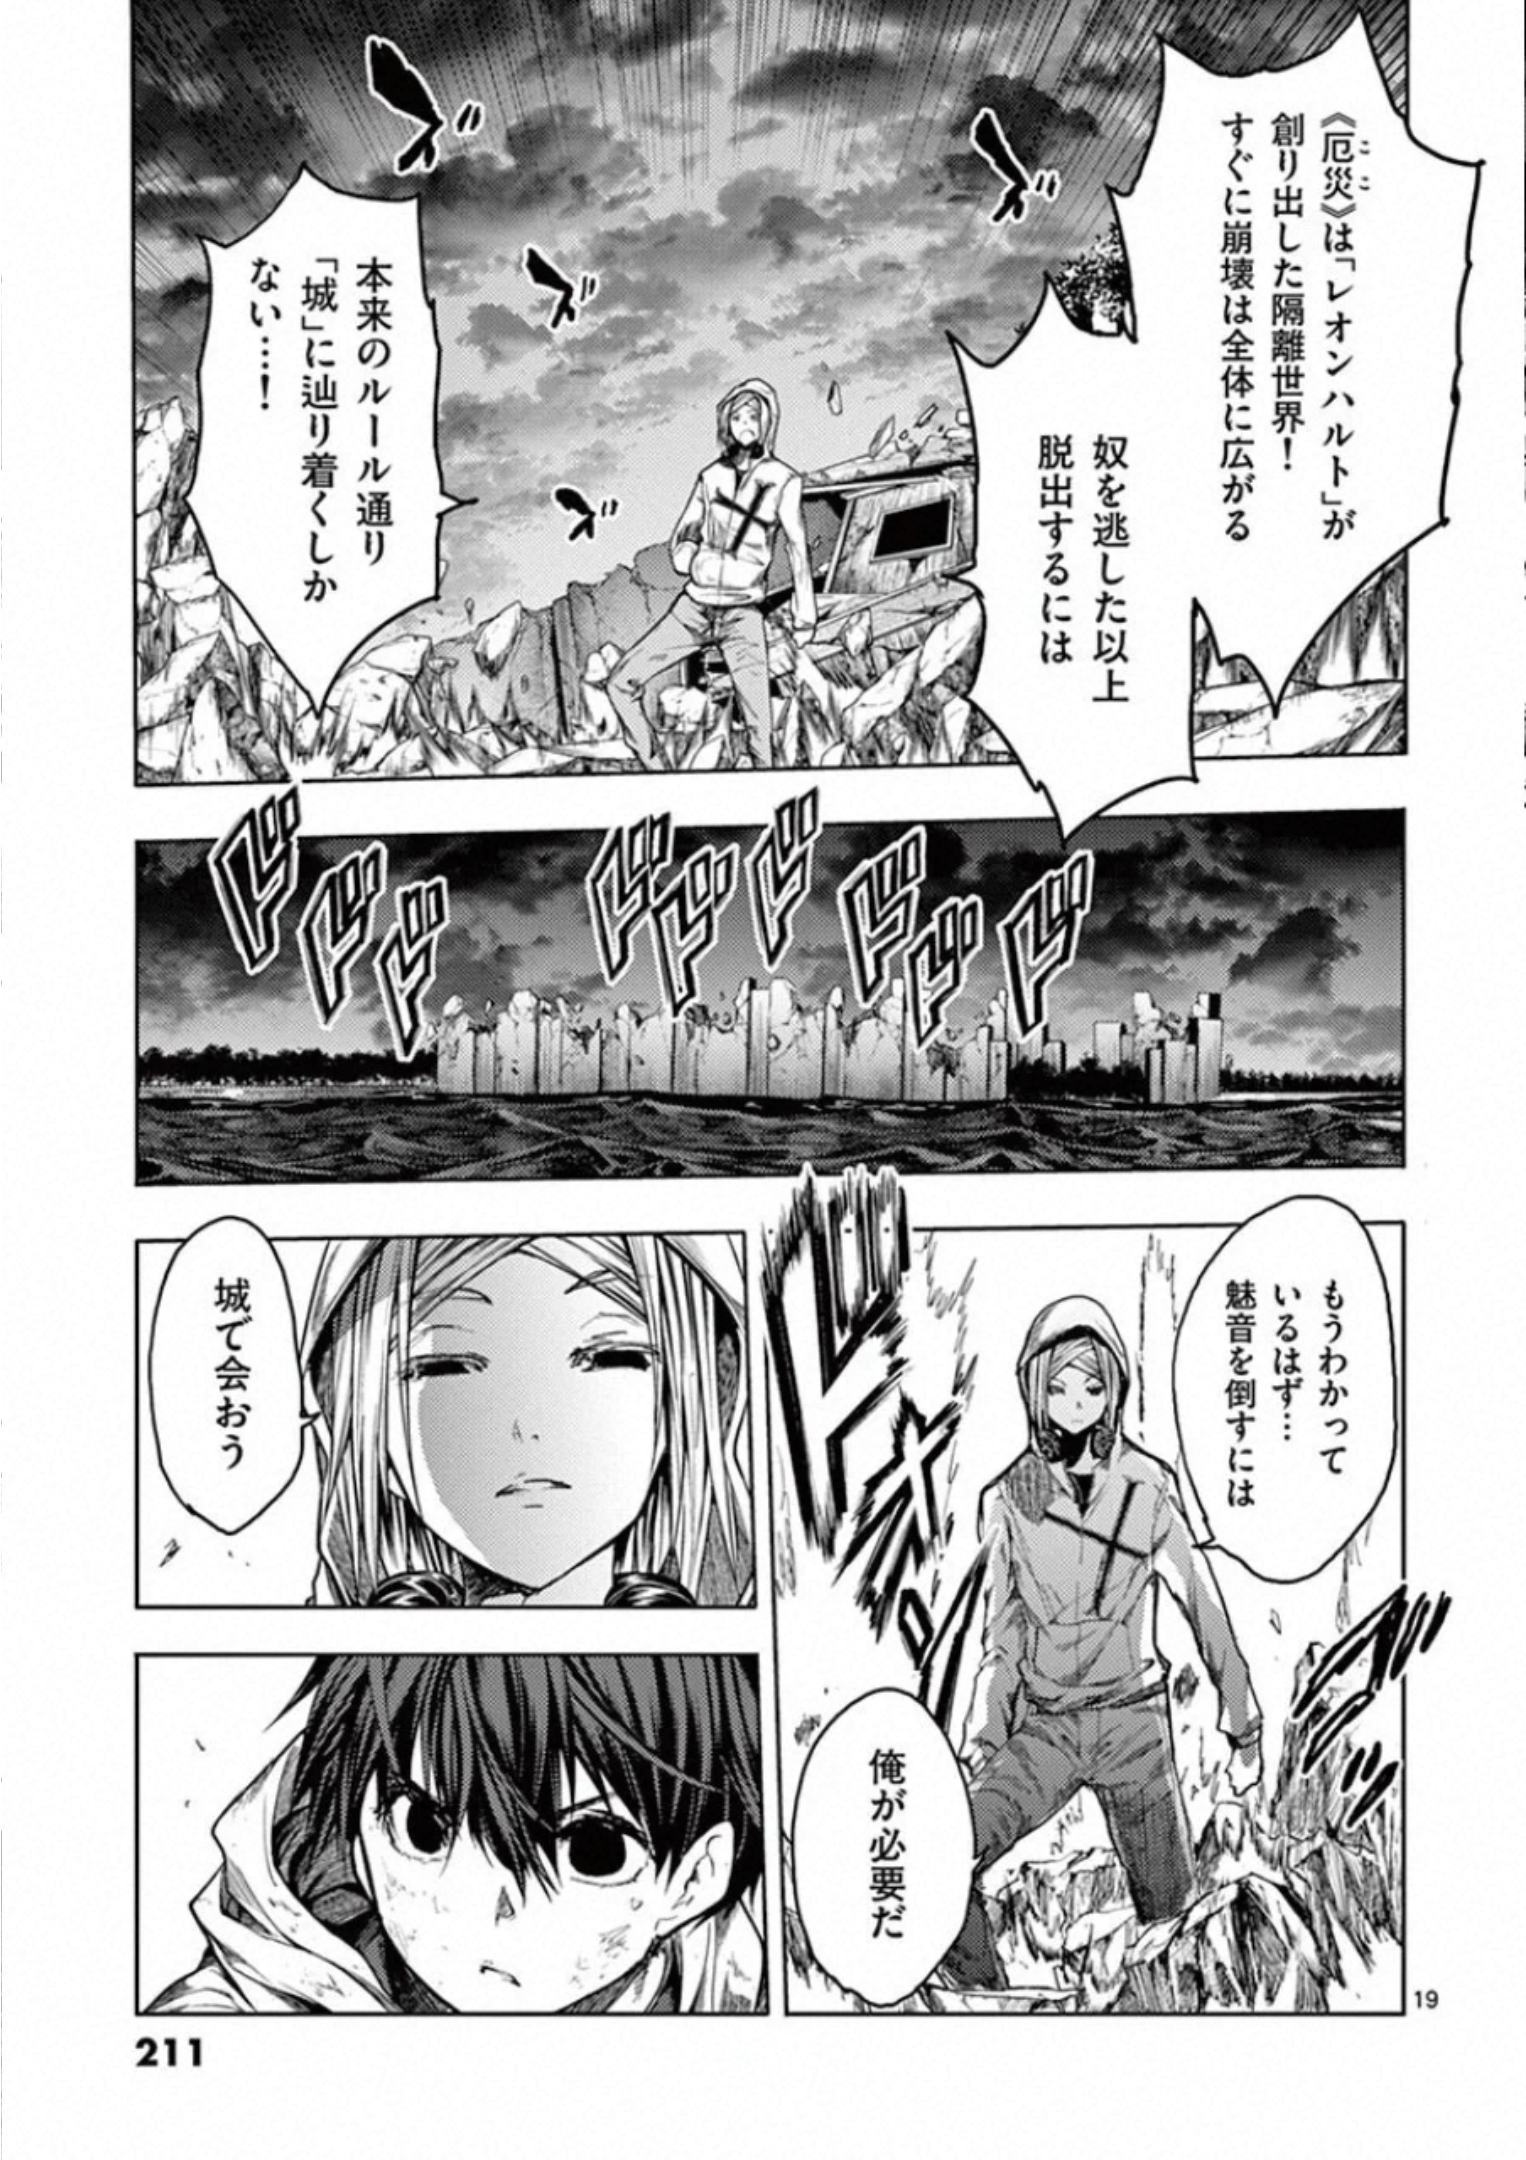 《厄災》は「レオンハルト」が
ここ
創り出した隔離世界！
すぐに崩壊は全体に広がる
奴を逃した以上
脱出するには
本来のルール通り
「城」に辿り着くしか
ない…‥！
ズ
ズ
ズ
ズ
ドドドドドドドド
もうわかって
いるはず…
魅音を倒すには
俺が必要だ
ド
ド
城で会おう
19
211